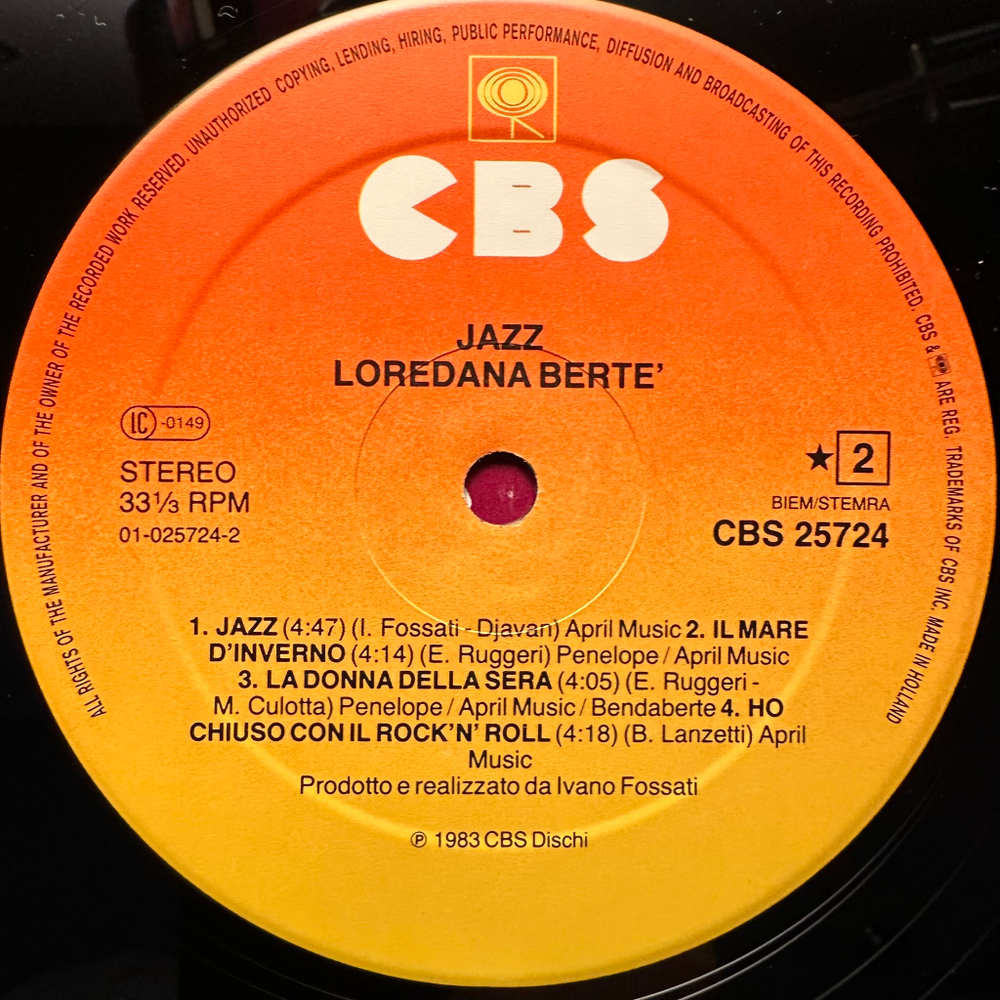 ALL RIGHTS OF THE MANUFACTURER AND OF THE OWNER OF THE RECORDED WORK RESERVED. UNAUTHORIZED COPYING, LENDING, HIRING, PUBLIC PERFORMANCE, DIFFUSION AND BROADCASTING OF THIS RECORDING PROHIBITED. CBS & ARE REG. TRADEMARKS OF CBS INC. MADE IN HOLLAND
CBS
JAZZ
LOREDANA BERTE'
LC -0149
STEREO
33⅓ RPM
01-025724-2
★ 2
BIEM/STEMRA
CBS 25724
1. JAZZ (4:47) (I. Fossati - Djavan) April Music 2. IL MARE
D'INVERNO (4:14) (E. Ruggeri) Penelope / April Music
3. LA DONNA DELLA SERA (4:05) (E. Ruggeri -
M. Culotta) Penelope / April Music / Bendaberte 4. HO
CHIUSO CON IL ROCK'N' ROLL (4:18) (B. Lanzetti) April
Music
Prodotto e realizzato da Ivano Fossati
℗ 1983 CBS Dischi